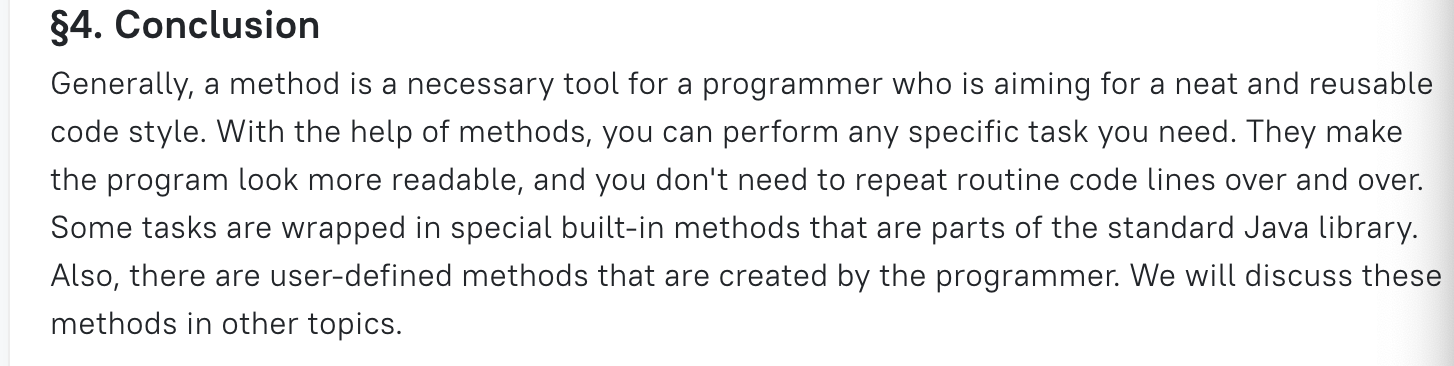 §4. Conclusion
Generally, a method is a necessary tool for a programmer who is aiming for a neat and reusable
code style. With the help of methods, you can perform any specific task you need. They make
the program look more readable, and you don't need to repeat routine code lines over and over.
Some tasks are wrapped in special built-in methods that are parts of the standard Java library.
Also, there are user-defined methods that are created by the programmer. We will discuss these
methods in other topics.